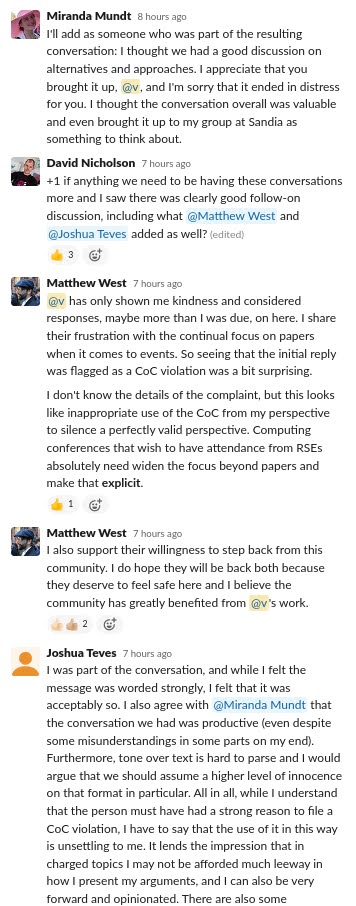 Miranda Mundt 8 hours ago
I'll add as someone who was part of the resulting
conversation: I thought we had a good discussion on
alternatives and approaches. I appreciate that you
brought it up, @v, and I'm sorry that it ended in distress
for you. I thought the conversation overall was valuable
and even brought it up to my group at Sandia as
something to think about.
David Nicholson 7 hours ago
+1 if anything we need to be having these conversations
more and I saw there was clearly good follow-on
discussion, including what @Matthew West and
@Joshua Teves added as well? (edited)
3
Matthew West 7 hours ago
@v has only shown me kindness and considered
responses, maybe more than I was due, on here. I share
their frustration with the continual focus on papers
when it comes to events. So seeing that the initial reply
was flagged as a CoC violation was a bit surprising.
I don't know the details of the complaint, but this looks
like inappropriate use of the CoC from my perspective
to silence a perfectly valid perspective. Computing
conferences that wish to have attendance from RSEs
absolutely need widen the focus beyond papers and
make that explicit.
1
Matthew West 7 hours ago
I also support their willingness to step back from this
community. I do hope they will be back both because
they deserve to feel safe here and I believe the
community has greatly benefited from @v's work.
2
Joshua Teves 7 hours ago
I was part of the conversation, and while I felt the
message was worded strongly, I felt that it was
acceptably so. I also agree with @Miranda Mundt that
the conversation we had was productive (even despite
some misunderstandings in some parts on my end).
Furthermore, tone over text is hard to parse and I would
argue that we should assume a higher level of innocence
on that format in particular. All in all, while I understand
that the person must have had a strong reason to file a
CoC violation, I have to say that the use of it in this way
is unsettling to me. It lends the impression that in
charged topics I may not be afforded much leeway in
how I present my arguments, and I can also be very
forward and opinionated. There are also some